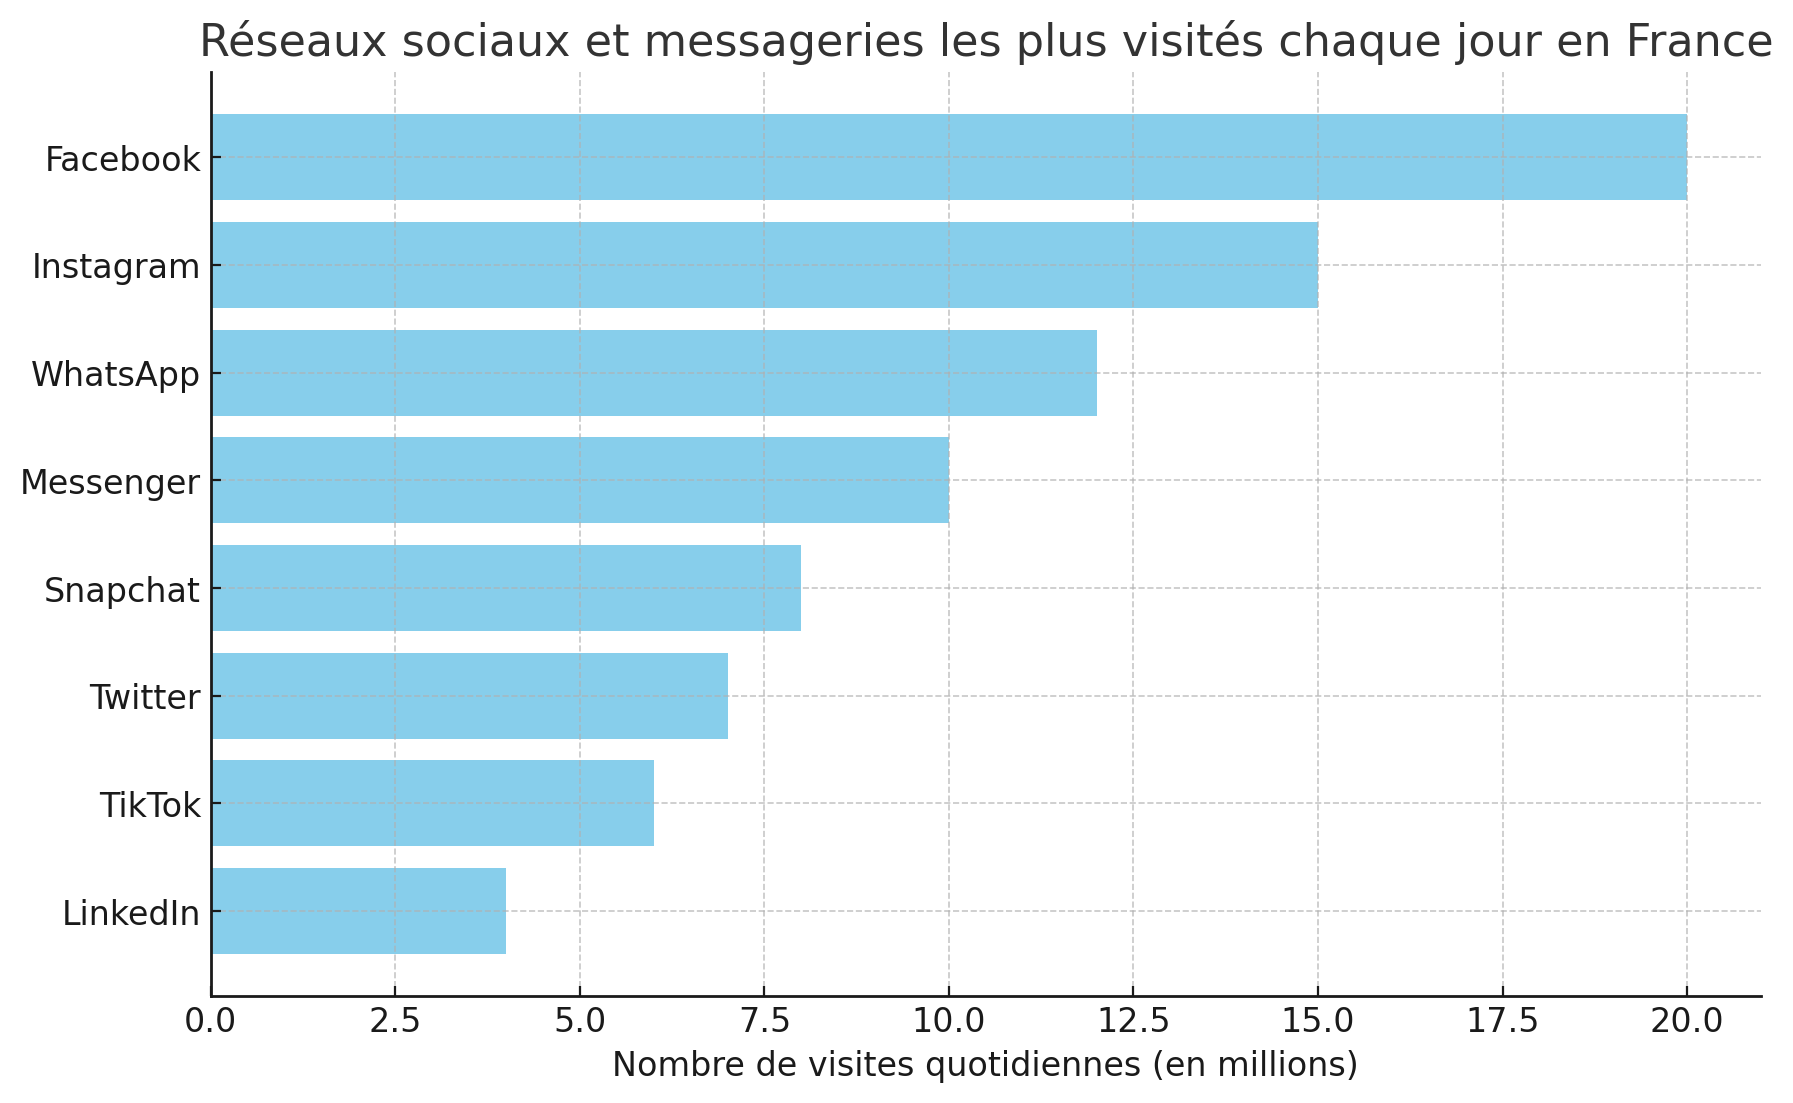 Réseaux sociaux et messageries les plus visités chaque jour en France
Facebook
Instagram
WhatsApp
Messenger
Snapchat
Twitter
TikTok
LinkedIn
0.0 2.5 5.0 7.5 10.0 12.5 15.0 17.5 20.0
Nombre de visites quotidiennes (en millions)